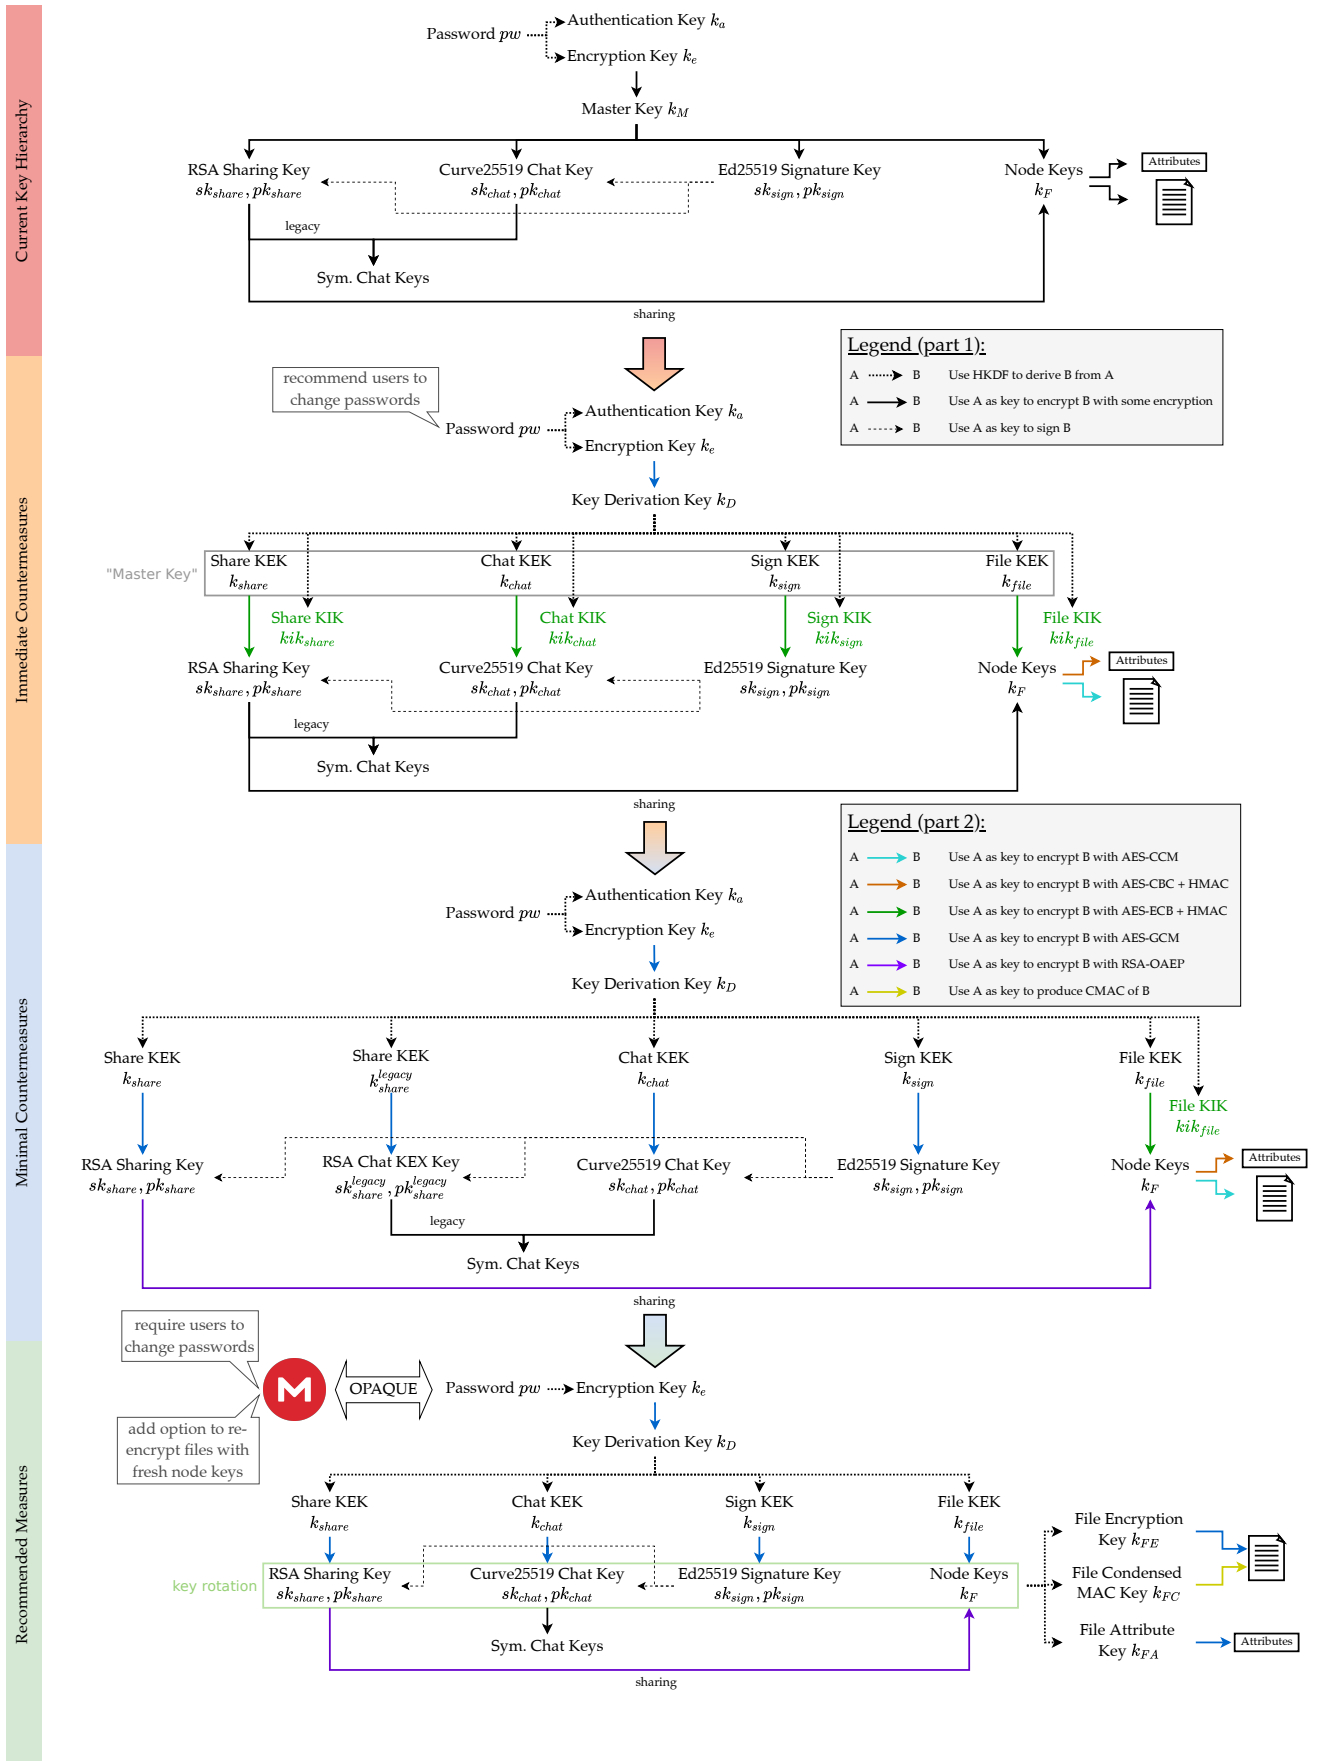 Current Key Hierarchy
Password pw
Authentication Key k_a
Encryption Key k_e
Master Key k_M
RSA Sharing Key
sk_share, pk_share
Curve25519 Chat Key
sk_chat, pk_chat
Ed25519 Signature Key
sk_sign, pk_sign
Node Keys
k_F
Attributes
legacy
Sym. Chat Keys
sharing
Legend (part 1):
A B Use HKDF to derive B from A
A B Use A as key to encrypt B with some encryption
A B Use A as key to sign B
Immediate Countermeasures
recommend users to
change passwords
Password pw
Authentication Key k_a
Encryption Key k_e
Key Derivation Key k_D
"Master Key"
Share KEK
k_share
Chat KEK
k_chat
Sign KEK
k_sign
File KEK
k_file
Share KIK
kik_share
Chat KIK
kik_chat
Sign KIK
kik_sign
File KIK
kik_file
RSA Sharing Key
sk_share, pk_share
Curve25519 Chat Key
sk_chat, pk_chat
Ed25519 Signature Key
sk_sign, pk_sign
Node Keys
k_F
Attributes
legacy
Sym. Chat Keys
sharing
Legend (part 2):
A B Use A as key to encrypt B with AES-CCM
A B Use A as key to encrypt B with AES-CBC + HMAC
A B Use A as key to encrypt B with AES-ECB + HMAC
A B Use A as key to encrypt B with AES-GCM
A B Use A as key to encrypt B with RSA-OAEP
A B Use A as key to produce CMAC of B
Minimal Countermeasures
Password pw
Authentication Key k_a
Encryption Key k_e
Key Derivation Key k_D
Share KEK
k_share
Share KEK
k_share^legacy
Chat KEK
k_chat
Sign KEK
k_sign
File KEK
k_file
File KIK
kik_file
RSA Sharing Key
sk_share, pk_share
RSA Chat KEX Key
sk_share^legacy, pk_share^legacy
Curve25519 Chat Key
sk_chat, pk_chat
Ed25519 Signature Key
sk_sign, pk_sign
Node Keys
k_F
Attributes
legacy
Sym. Chat Keys
sharing
Recommended Measures
require users to
change passwords
M
OPAQUE
add option to re-
encrypt files with
fresh node keys
Password pw
Encryption Key k_e
Key Derivation Key k_D
Share KEK
k_share
Chat KEK
k_chat
Sign KEK
k_sign
File KEK
k_file
key rotation
RSA Sharing Key
sk_share, pk_share
Curve25519 Chat Key
sk_chat, pk_chat
Ed25519 Signature Key
sk_sign, pk_sign
Node Keys
k_F
File Encryption
Key k_FE
File Condensed
MAC Key k_FC
File Attribute
Key k_FA
Attributes
Sym. Chat Keys
sharing